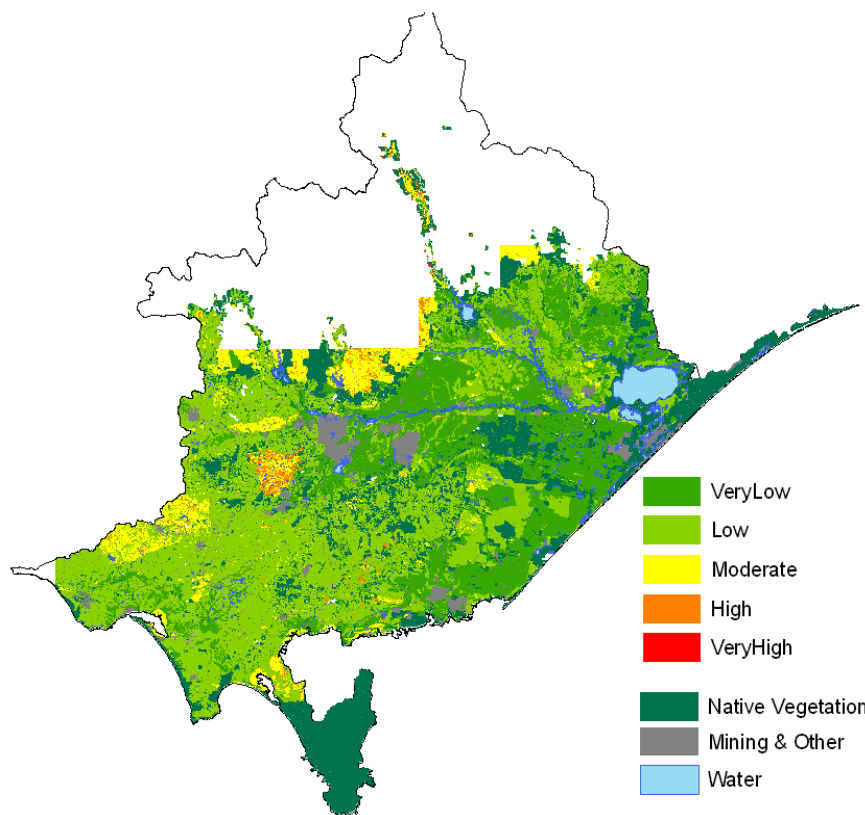 VeryLow
Low
Moderate
High
VeryHigh
Native Vegetation
Mining & Other
Water